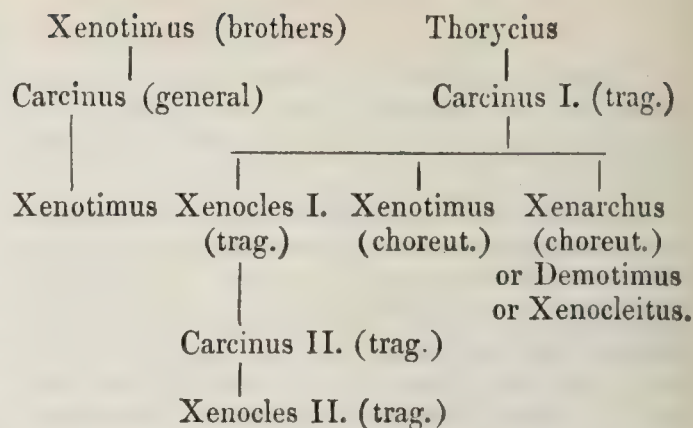 Xenotimus (brothers) Thorycius
Carcinus (general) Carcinus I. (trag.)
Xenotimus Xenocles I. Xenotimus Xenarchus
(trag.) (choreut.) (choreut.)
or Demotimus
or Xenocleitus.
Carcinus II. (trag.)
Xenocles II. (trag.)